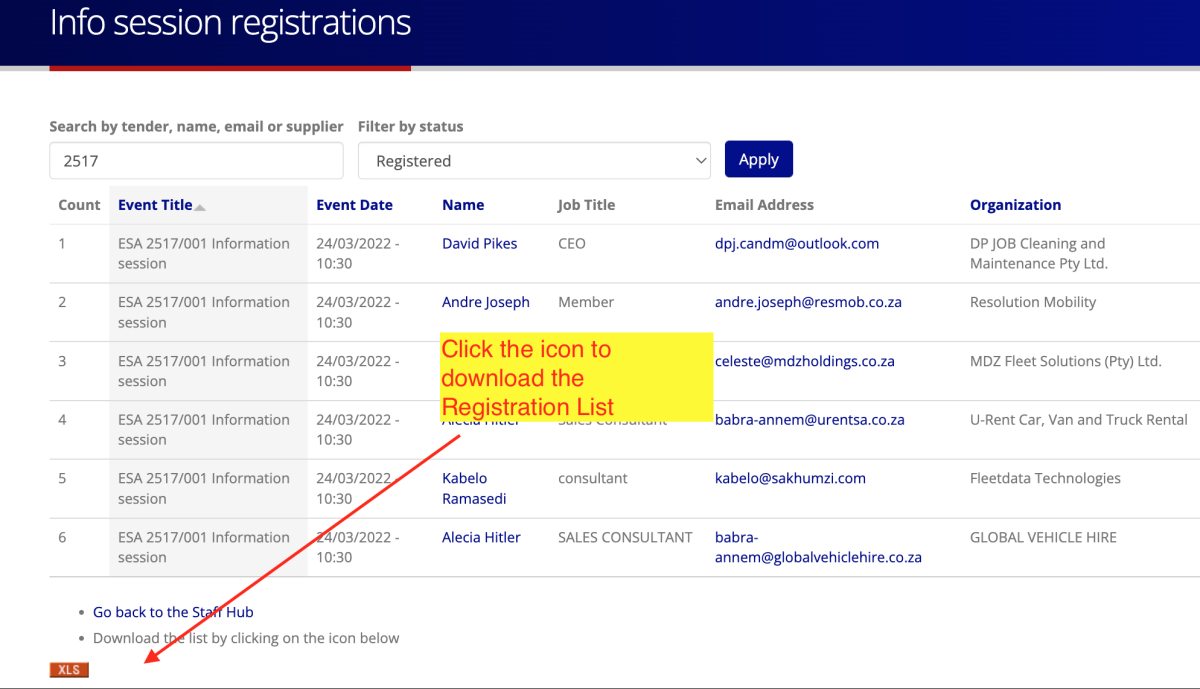 Info session registrations
Search by tender, name, email or supplier Filter by status
2517 Registered Apply
Count Event Title Event Date Name Job Title Email Address Organization
1 ESA 2517/001 Information 24/03/2022 - David Pikes CEO dpj.candm@outlook.com DP JOB Cleaning and
session 10:30 Maintenance Pty Ltd.
2 ESA 2517/001 Information 24/03/2022 - Andre Joseph Member andre.joseph@resmob.co.za Resolution Mobility
session 10:30
Click the icon to
download the
Registration List
3 ESA 2517/001 Information 24/03/2022 - celeste@mdzholdings.co.za MDZ Fleet Solutions (Pty) Ltd.
session 10:30
4 ESA 2517/001 Information 24/03/2022 - Alecia Hitler Sales Consultant babra-annem@urentsa.co.za U-Rent Car, Van and Truck Rental
session 10:30
5 ESA 2517/001 Information 24/03/2022 - Kabelo consultant kabelo@sakhumzi.com Fleetdata Technologies
session 10:30 Ramasedi
6 ESA 2517/001 Information 24/03/2022 - Alecia Hitler SALES CONSULTANT babra- GLOBAL VEHICLE HIRE
session 10:30 annem@globalvehiclehire.co.za
• Go back to the Staff Hub
• Download the list by clicking on the icon below
XLS